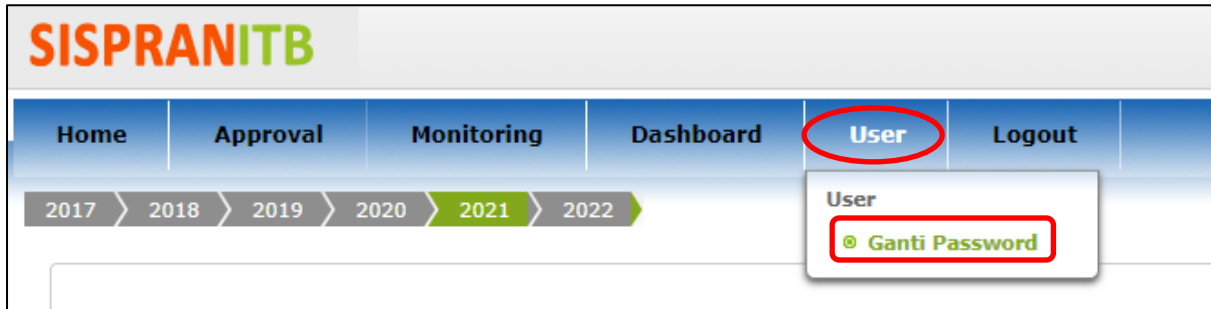 SISPRANITB
Home Approval Monitoring Dashboard User Logout
2017 2018 2019 2020 2021 2022
User
Ganti Password